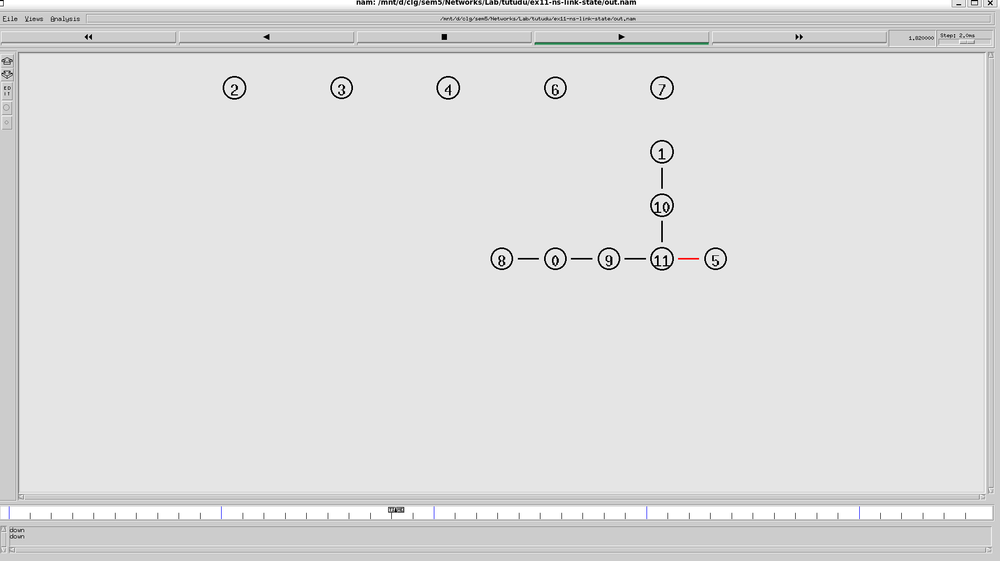 nam: /mnt/d/clg/sem5/Networks/Lab/tutudu/ex11-ns-link-state/out.nam
File Views Analysis /mnt/d/clg/sem5/Networks/Lab/tutudu/ex11-ns-link-state/out.nam
1.820000 Step: 2.0ms
ED
IT
2 3 4 6 7
1
10
8 0 9 11 5
TIME
down
down